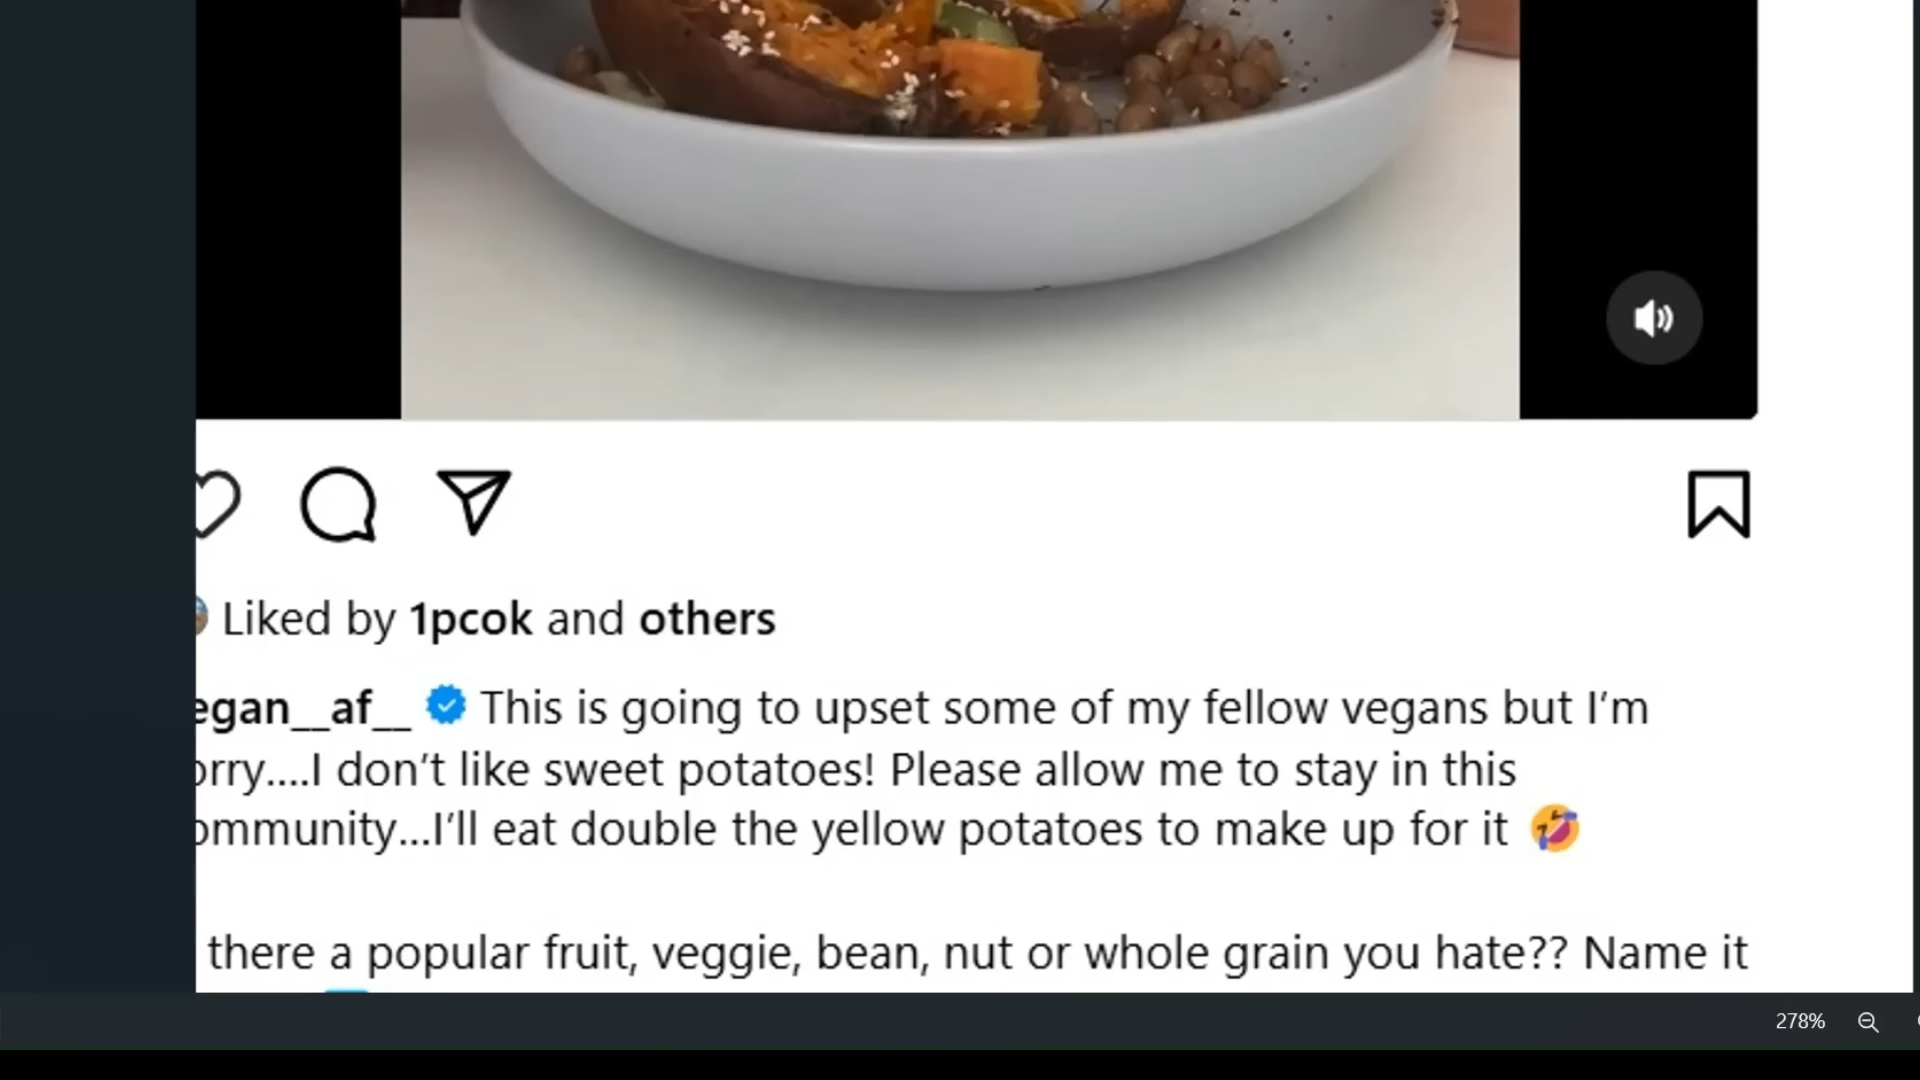 Liked by 1pcok and others
egan__af__ This is going to upset some of my fellow vegans but I’m
orry....I don’t like sweet potatoes! Please allow me to stay in this
ommunity...I’ll eat double the yellow potatoes to make up for it 🤣
there a popular fruit, veggie, bean, nut or whole grain you hate?? Name it
278%